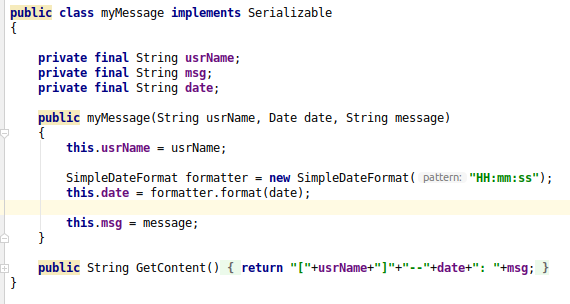 public class myMessage implements Serializable
{
private final String usrName;
private final String msg;
private final String date;
public myMessage(String usrName, Date date, String message)
{
this.usrName = usrName;
SimpleDateFormat formatter = new SimpleDateFormat( pattern: "HH:mm:ss");
this.date = formatter.format(date);
this.msg = message;
}
public String GetContent() { return "["+usrName+"]"+"--"+date+": "+msg; }
}